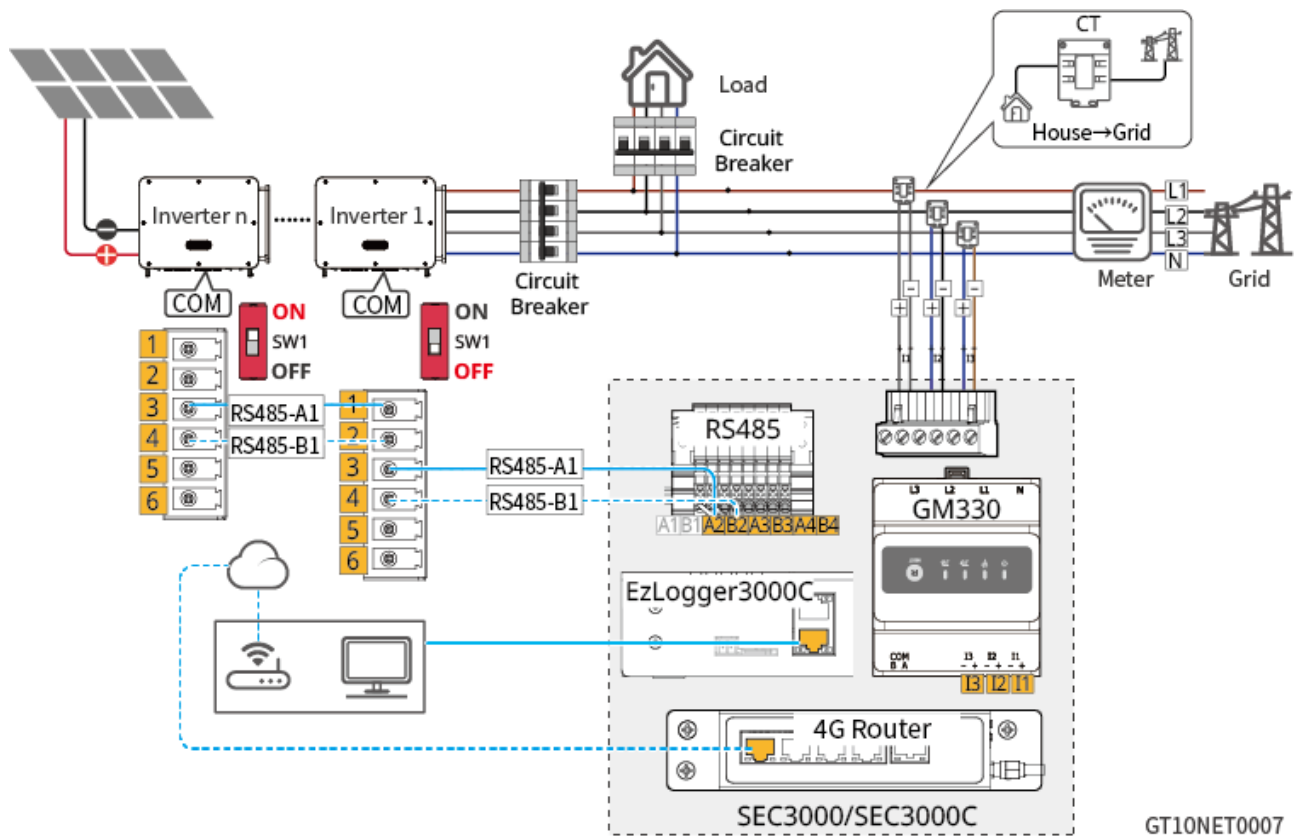 CT
House→Grid
Load
Circuit
Breaker
Inverter n
Inverter 1
L1
L2
L3
N
Circuit
Breaker
Meter
Grid
COM
COM
ON
SW1
OFF
ON
SW1
OFF
+
-
+
-
+
-
I1
I2
I3
1
2
3
4
5
6
RS485-A1
RS485-B1
1
2
3
4
5
6
RS485-A1
RS485-B1
RS485
A1 B1 A2 B2 A3 B3 A4 B4
L3 L2 L1 N
GM330
EzLogger3000C
COM
B A
I3 I2 I1
- + - + - +
I3 I2 I1
4G Router
SEC3000/SEC3000C
GT10NET0007